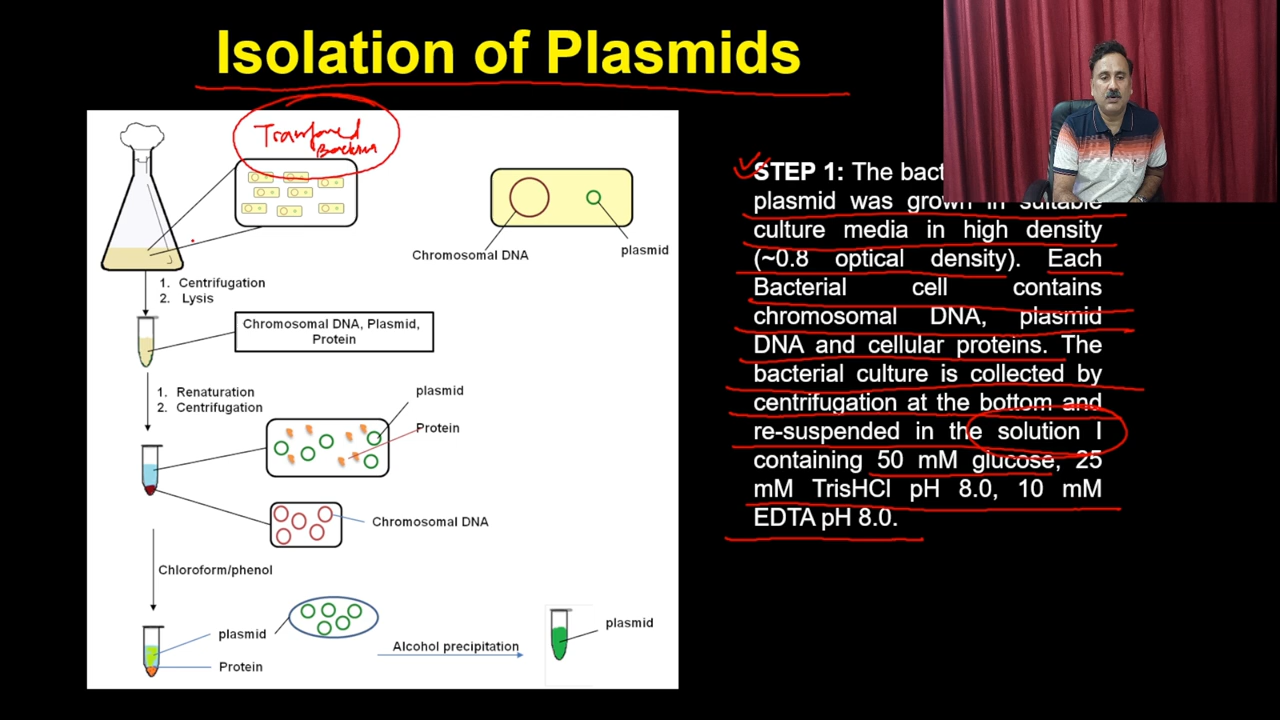 Isolation of Plasmids
Bacteria
Chromosomal DNA
plasmid
1. Centrifugation
2. Lysis
Chromosomal DNA, Plasmid,
Protein
1. Renaturation
2. Centrifugation
plasmid
Protein
Chromosomal DNA
Chloroform/phenol
plasmid
Protein
Alcohol precipitation
plasmid
STEP 1: The
plasmid was grown in suitable
culture media in high density
(~0.8 optical density). Each
Bacterial cell contains
chromosomal DNA, plasmid
DNA and cellular proteins. The
bacterial culture is collected by
centrifugation at the bottom and
re-suspended in the solution I
containing 50 mM glucose, 25
mM TrisHCl pH 8.0, 10 mM
EDTA pH 8.0.